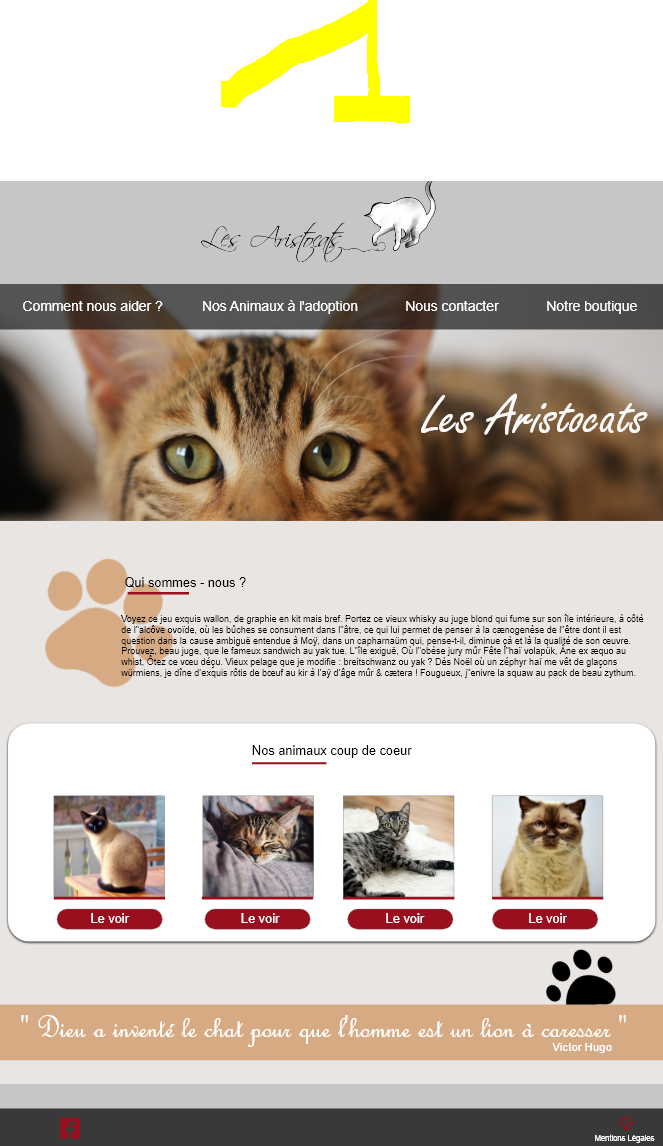 Les Aristocats
Comment nous aider ? Nos Animaux à l'adoption Nous contacter Notre boutique
Les Aristocats
Qui sommes - nous ?
Voyez ce jeu exquis wallon, de graphie en kit mais bref. Portez ce vieux whisky au juge blond qui fume sur son île intérieure, à côté
de l''alcôve ovoïde, où les bûches se consument dans l''âtre, ce qui lui permet de penser à la cænogenèse de l''être dont il est
question dans la cause ambiguë entendue à Moÿ, dans un capharnaüm qui, pense-t-il, diminue çà et là la qualité de son œuvre.
Prouvez, beau juge, que le fameux sandwich au yak tue. L''île exiguë, Où l''obèse jury mûr Fête l''haï volapük, Âne ex æquo au
whist, Ôtez ce vœu déçu. Vieux pelage que je modifie : breitschwanz ou yak ? Dès Noël où un zéphyr haï me vêt de glaçons
würmiens, je dîne d'exquis rôtis de bœuf au kir à l'aÿ d'âge mûr & cætera ! Fougueux, j''enivre la squaw au pack de beau zythum.
Nos animaux coup de coeur
Le voir Le voir Le voir Le voir
" Dieu a inventé le chat pour que l'homme est un lion à caresser "
Victor Hugo
Mentions Légales